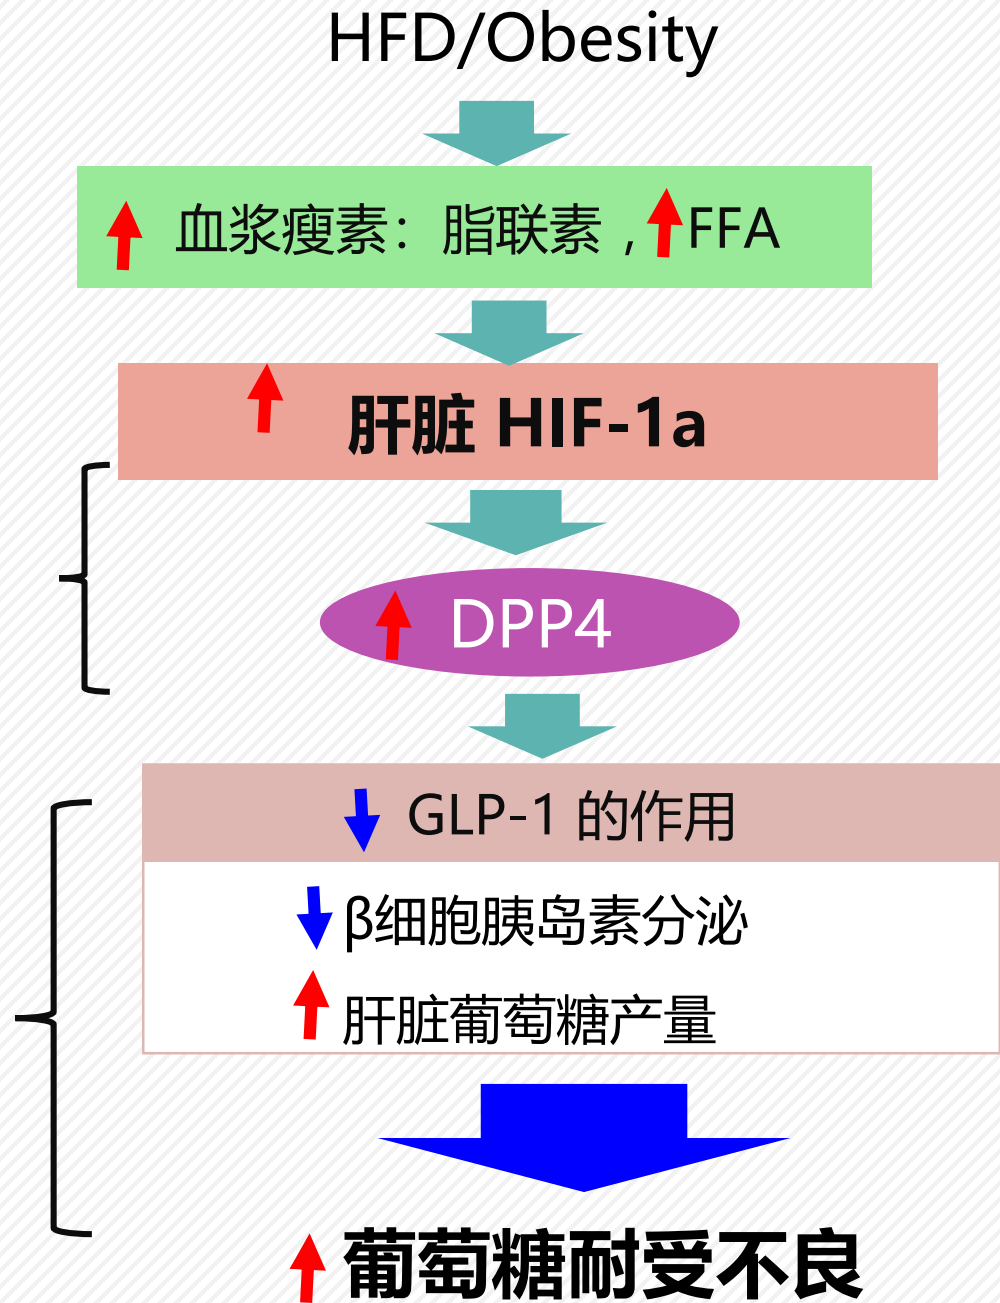 HFD/Obesity
血浆瘦素：脂联素，FFA
肝脏 HIF-1a
DPP4
GLP-1 的作用
β细胞胰岛素分泌
肝脏葡萄糖产量
葡萄糖耐受不良